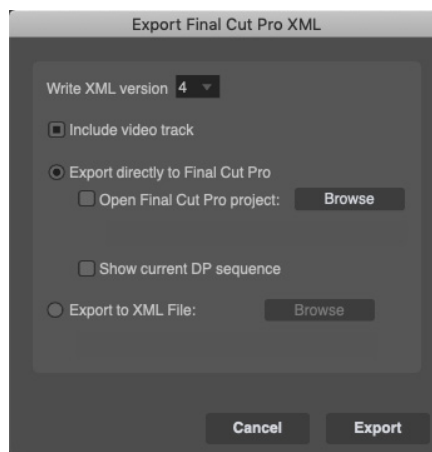 Export Final Cut Pro XML
Write XML version 4
Include video track
Export directly to Final Cut Pro
Open Final Cut Pro project: Browse
Show current DP sequence
Export to XML File: Browse
Cancel Export